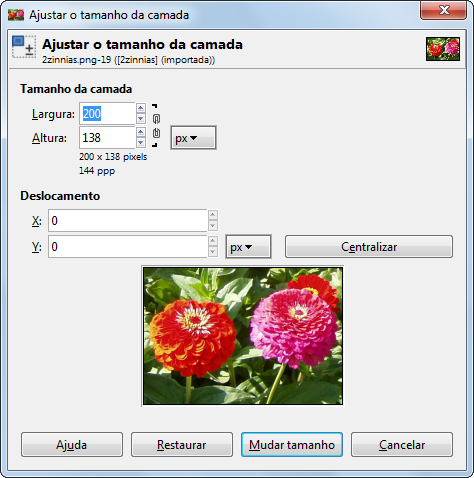 Ajustar o tamanho da camada
Ajustar o tamanho da camada
2zinnias.png-19 ([2zinnias] (importada))
Tamanho da camada
Largura: 200
Altura: 138 px
200 x 138 pixels
144 ppp
Deslocamento
X: 0
Y: 0 px Centralizar
Ajuda Restaurar Mudar tamanho Cancelar